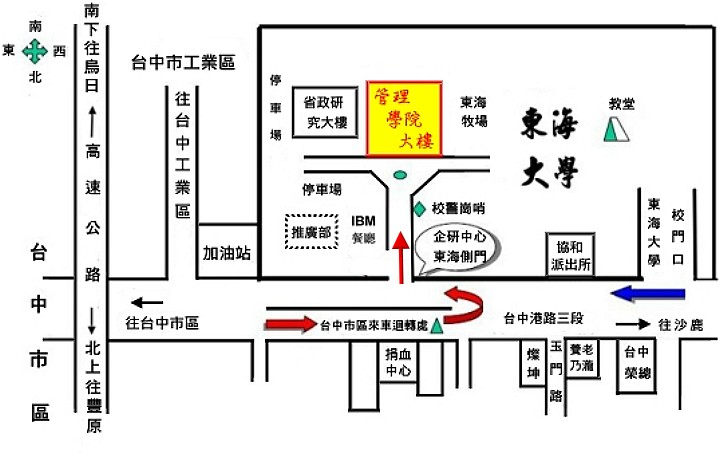 南
東
西
北
南下往烏日
高速公路
北上往豐原
台中市區
台中市工業區
往台中工業區
加油站
停車場
省政研
究大樓
管理
學院
大樓
東海
牧場
東海
大學
教堂
停車場
推廣部
IBM
餐廳
校警崗哨
企研中心
東海側門
協和
派出所
東海大學
校門口
往台中市區
台中市區來車迴轉處
台中港路三段
往沙鹿
捐血
中心
燦坤
玉門路
養老乃瀧
台中
榮總